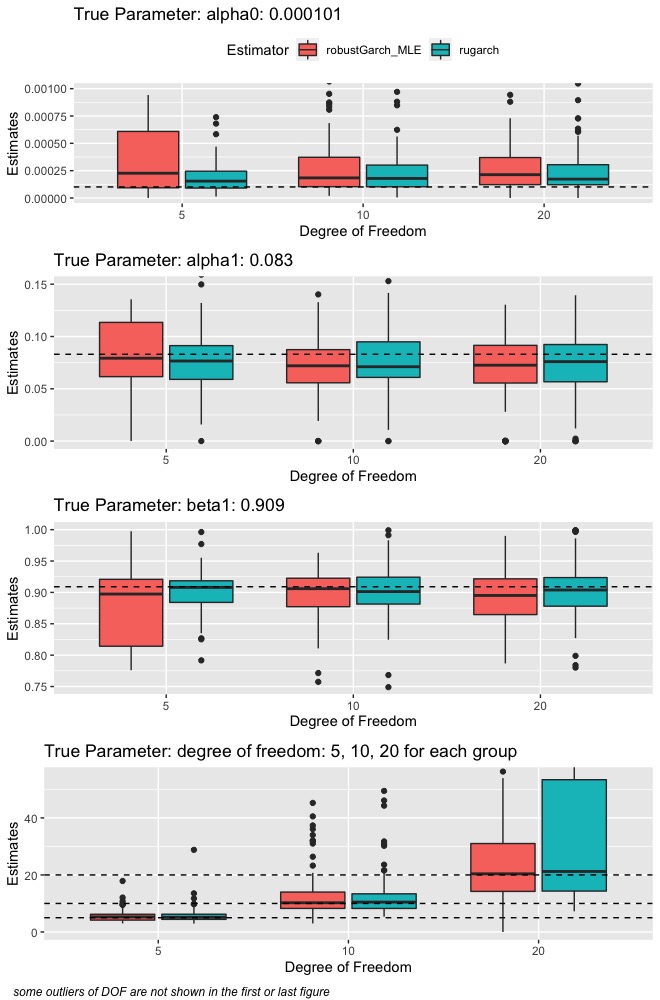 True Parameter: alpha0: 0.000101
Estimator robustGarch_MLE rugarch
Estimates
0.00100
0.00075
0.00050
0.00025
0.00000
5 10 20
Degree of Freedom
True Parameter: alpha1: 0.083
Estimates
0.15
0.10
0.05
0.00
5 10 20
Degree of Freedom
True Parameter: beta1: 0.909
Estimates
1.00
0.95
0.90
0.85
0.80
0.75
5 10 20
Degree of Freedom
True Parameter: degree of freedom: 5, 10, 20 for each group
Estimates
40
20
0
5 10 20
Degree of Freedom
some outliers of DOF are not shown in the first or last figure